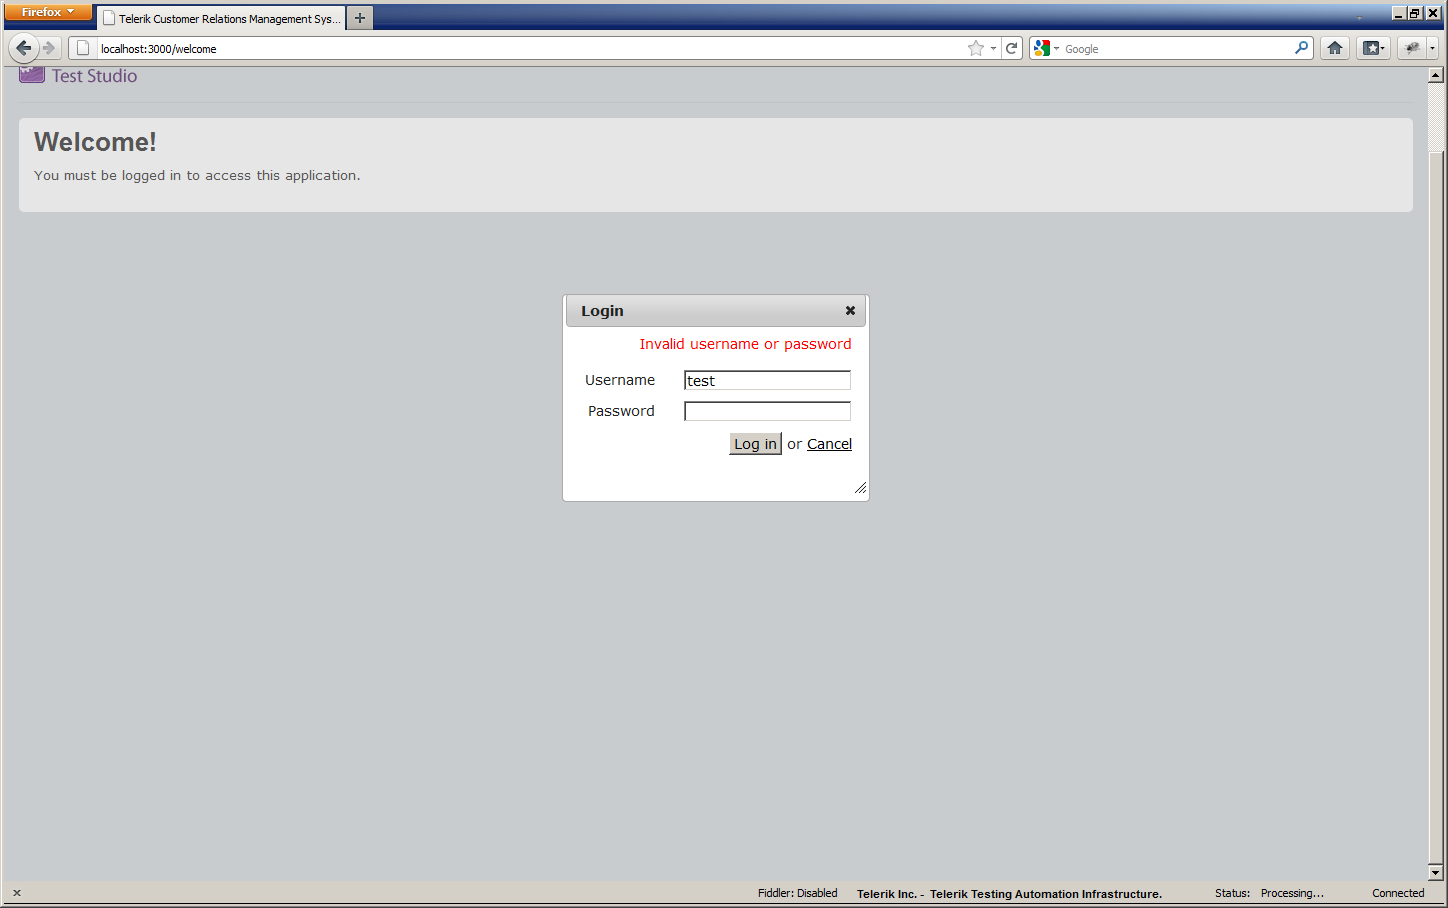 Firefox
Telerik Customer Relations Management Sys...
localhost:3000/welcome
Google
Test Studio
Welcome!
You must be logged in to access this application.
Login
Invalid username or password
Username test
Password
Log in or Cancel
Fiddler: Disabled Telerik Inc. - Telerik Testing Automation Infrastructure. Status: Processing... Connected